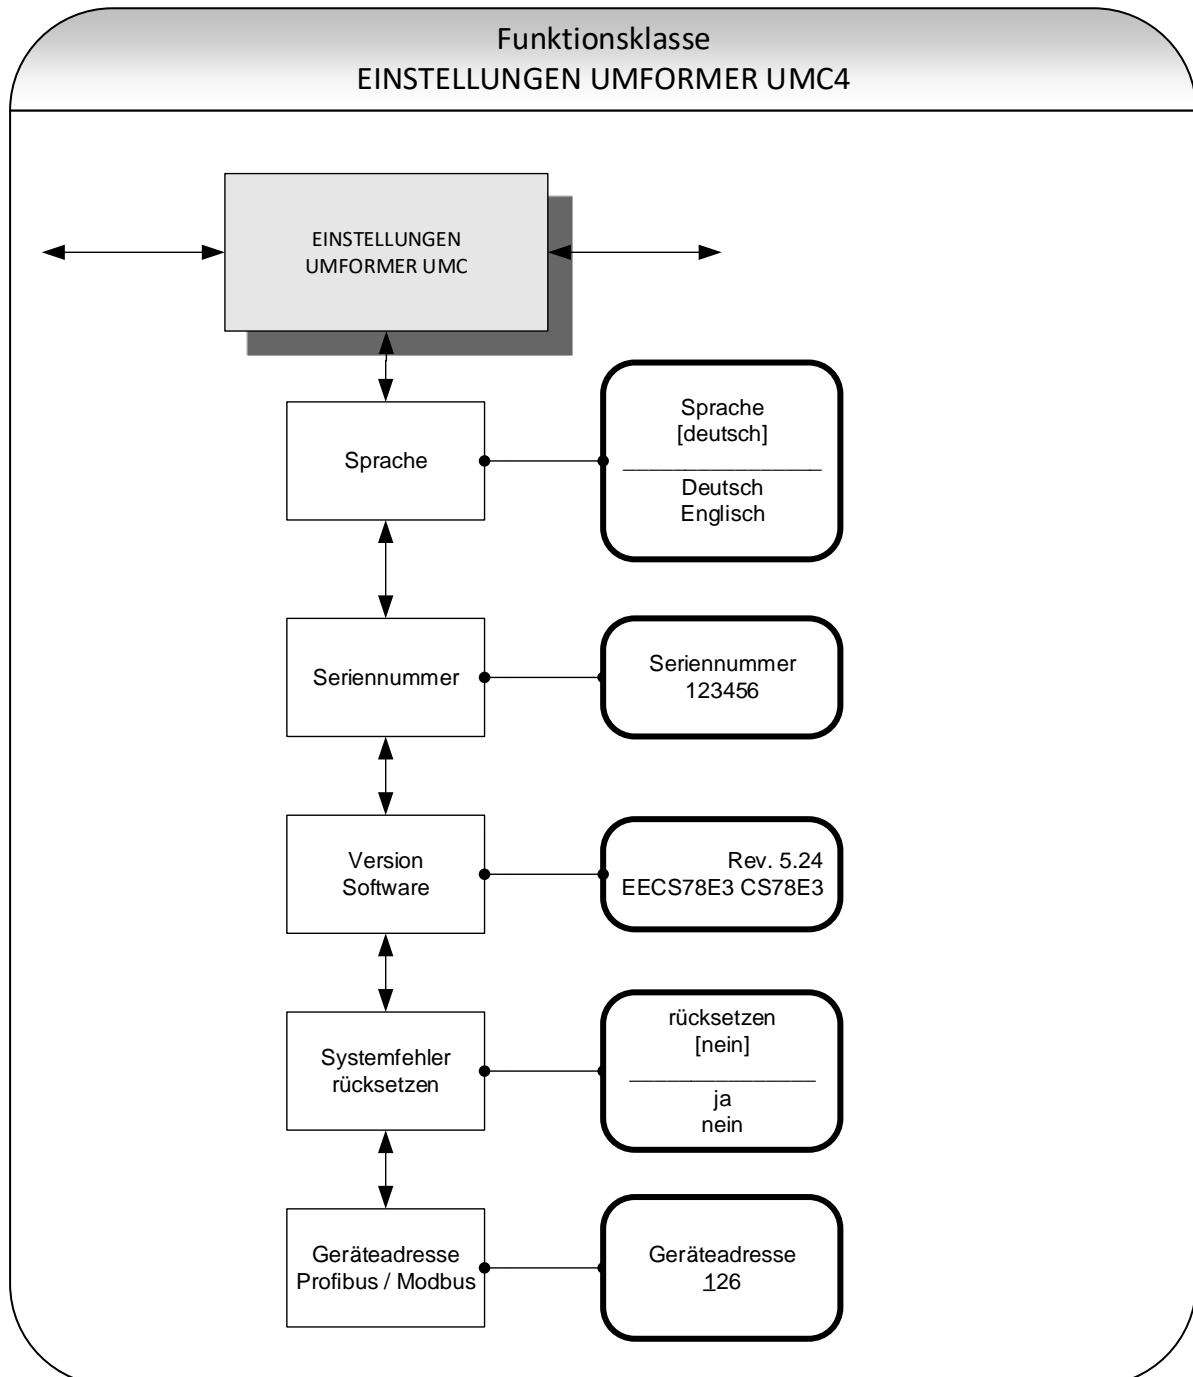 Funktionsklasse
EINSTELLUNGEN UMFORMER UMC4
EINSTELLUNGEN
UMFORMER UMC
Sprache
Sprache
[deutsch]
Deutsch
Englisch
Seriennummer
Seriennummer
123456
Version
Software
Rev. 5.24
EECS78E3 CS78E3
Systemfehler
rücksetzen
rücksetzen
[nein]
ja
nein
Geräteadresse
Profibus / Modbus
Geräteadresse
126